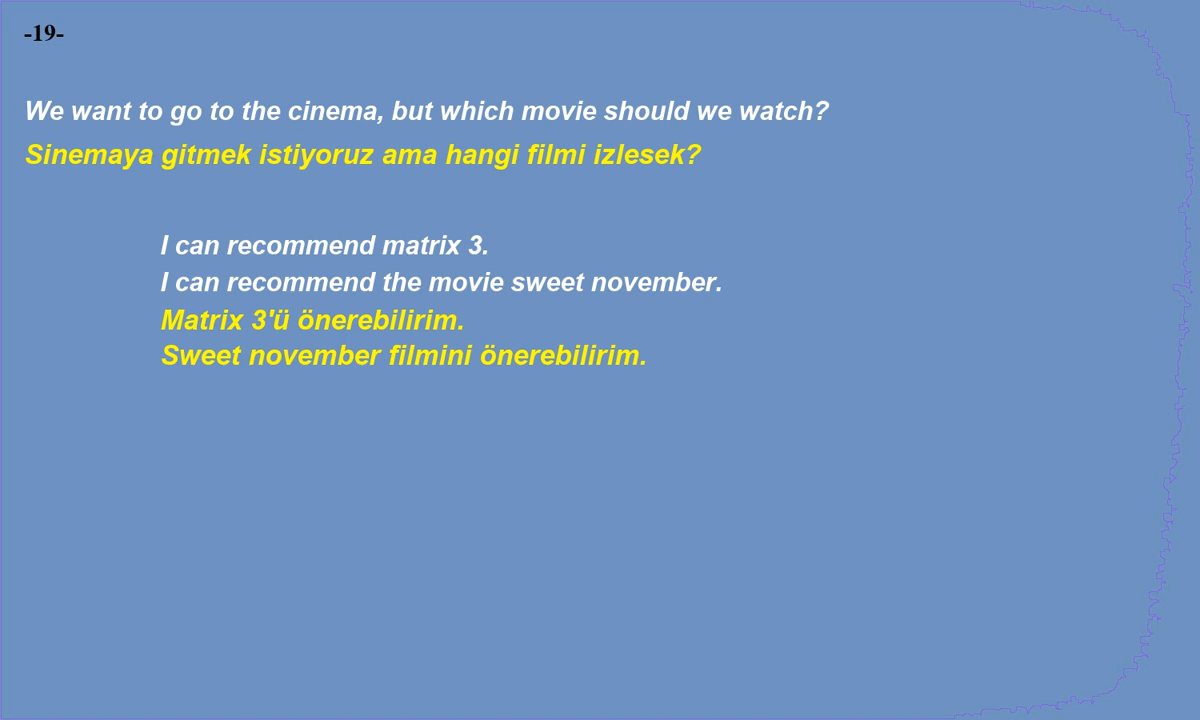 -19-
We want to go to the cinema, but which movie should we watch?
Sinemaya gitmek istiyoruz ama hangi filmi izlesek?
I can recommend matrix 3.
I can recommend the movie sweet november.
Matrix 3'ü önerebilirim.
Sweet november filmini önerebilirim.